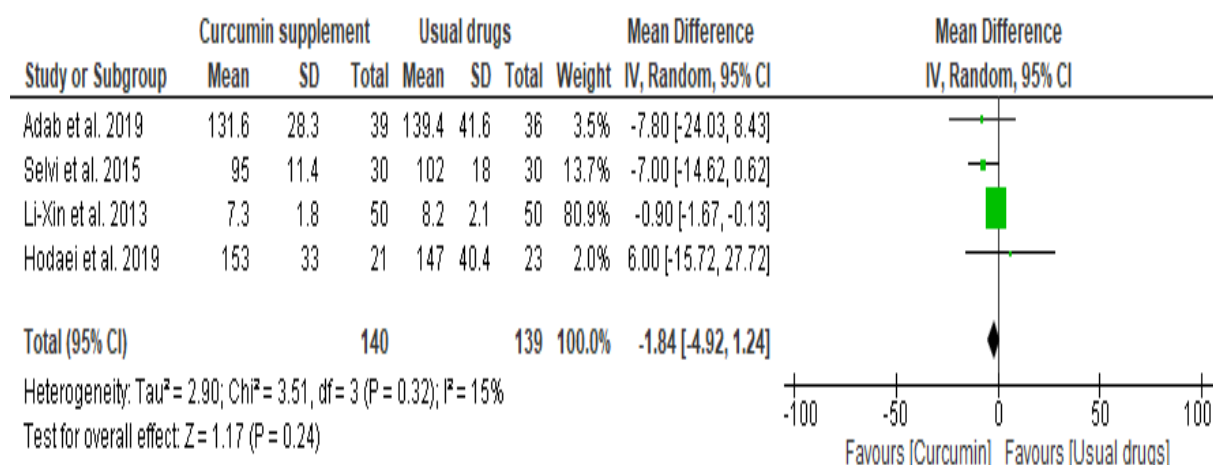 Curcumin supplement Usual drugs Mean Difference Mean Difference
Study or Subgroup Mean SD Total Mean SD Total Weight IV, Random, 95% CI IV, Random, 95% CI
Adab et al. 2019 131.6 28.3 39 139.4 41.6 36 3.5% -7.80 [-24.03, 8.43]
Selvi et al. 2015 95 11.4 30 102 18 30 13.7% -7.00 [-14.62, 0.62]
Li-Xin et al. 2013 7.3 1.8 50 8.2 2.1 50 80.9% -0.90 [-1.67, -0.13]
Hodaei et al. 2019 153 33 21 147 40.4 23 2.0% 6.00 [-15.72, 27.72]
Total (95% CI) 140 139 100.0% -1.84 [-4.92, 1.24]
Heterogeneity: Tau² = 2.90; Chi² = 3.51, df = 3 (P = 0.32); I² = 15%
Test for overall effect: Z = 1.17 (P = 0.24)
-100 -50 0 50 100
Favours [Curcumin] Favours [Usual drugs]